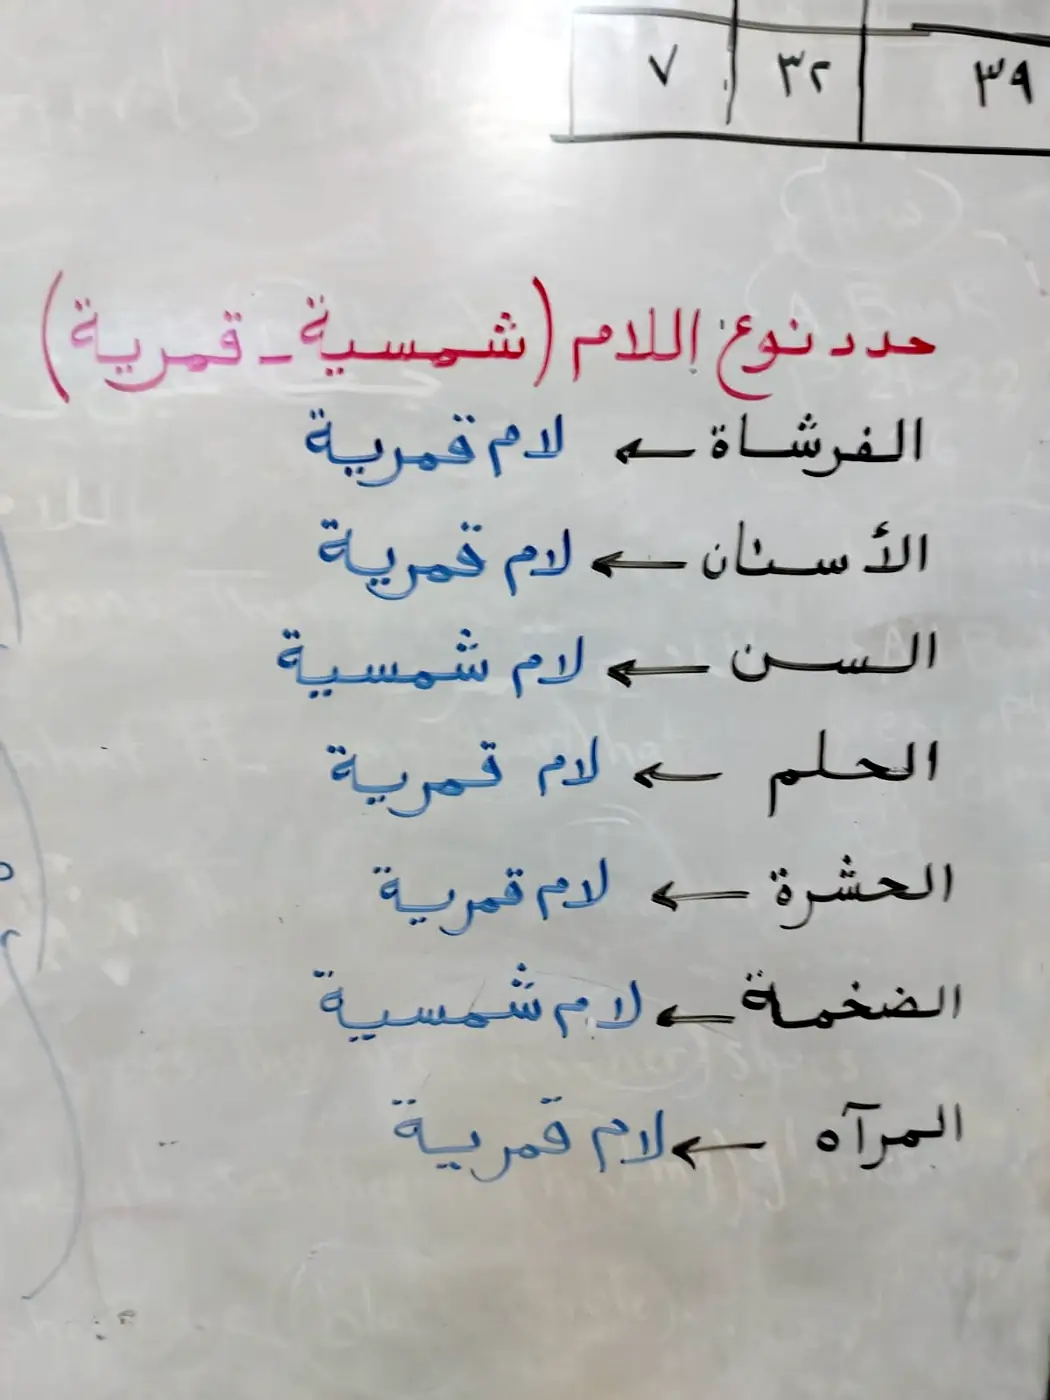 ٣٩ ٣٢ ٧
حدد نوع اللام (شمسية - قمرية)
الفرشاة ← لام قمرية
الأسنان ← لام قمرية
السن ← لام شمسية
الحلم ← لام قمرية
الحشرة ← لام قمرية
الضخمة ← لام شمسية
المرآه ← لام قمرية